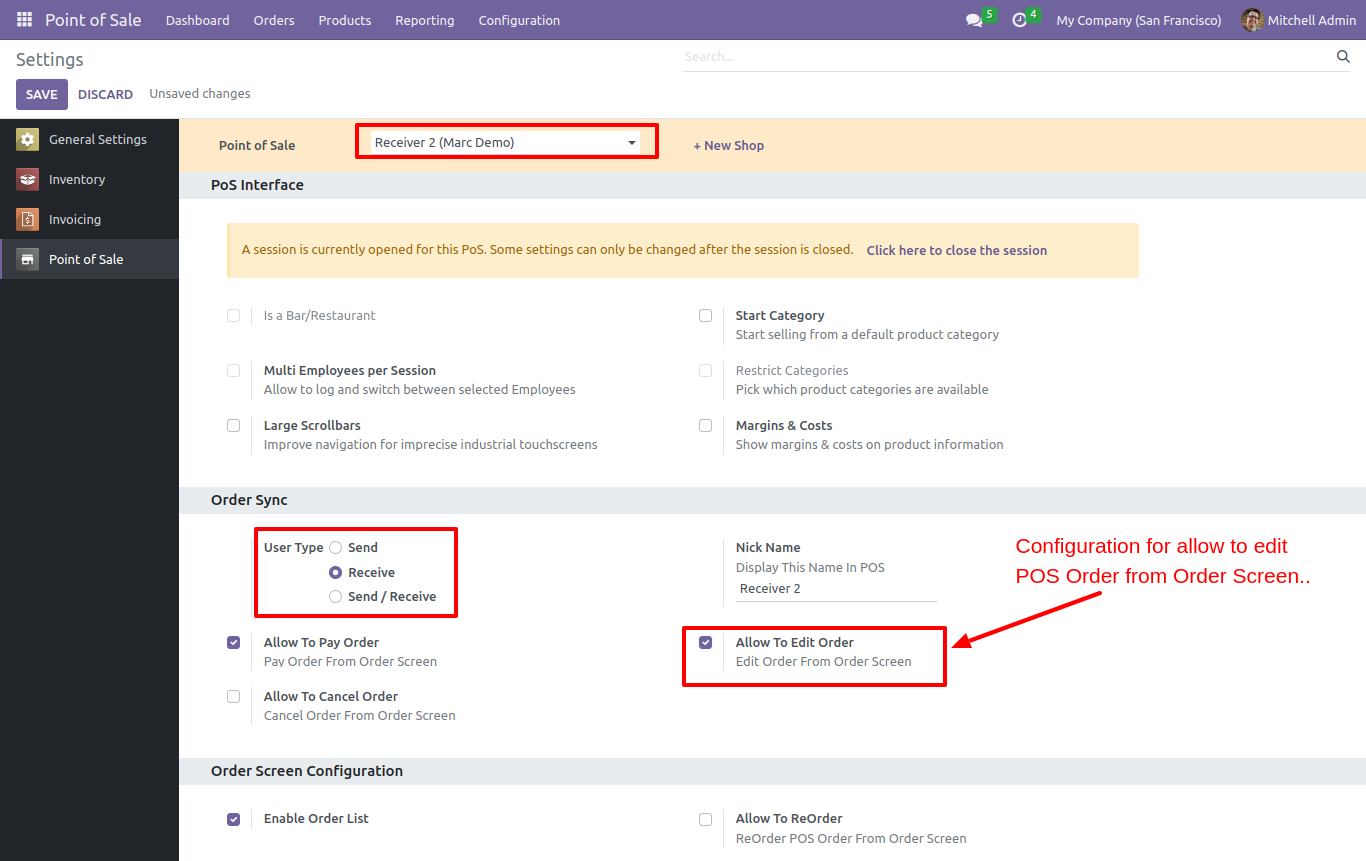 Point of Sale Dashboard Orders Products Reporting Configuration 5 4 My Company (San Francisco) Mitchell Admin
Settings
Search...
SAVE DISCARD Unsaved changes
General Settings
Inventory
Invoicing
Point of Sale
Point of Sale Receiver 2 (Marc Demo) + New Shop
PoS Interface
A session is currently opened for this PoS. Some settings can only be changed after the session is closed. Click here to close the session
Is a Bar/Restaurant
Start Category
Start selling from a default product category
Multi Employees per Session
Allow to log and switch between selected Employees
Restrict Categories
Pick which product categories are available
Large Scrollbars
Improve navigation for imprecise industrial touchscreens
Margins & Costs
Show margins & costs on product information
Order Sync
User Type Send
Receive
Send / Receive
Nick Name
Display This Name In POS
Receiver 2
Configuration for allow to edit
POS Order from Order Screen..
Allow To Pay Order
Pay Order From Order Screen
Allow To Edit Order
Edit Order From Order Screen
Allow To Cancel Order
Cancel Order From Order Screen
Order Screen Configuration
Enable Order List
Allow To ReOrder
ReOrder POS Order From Order Screen